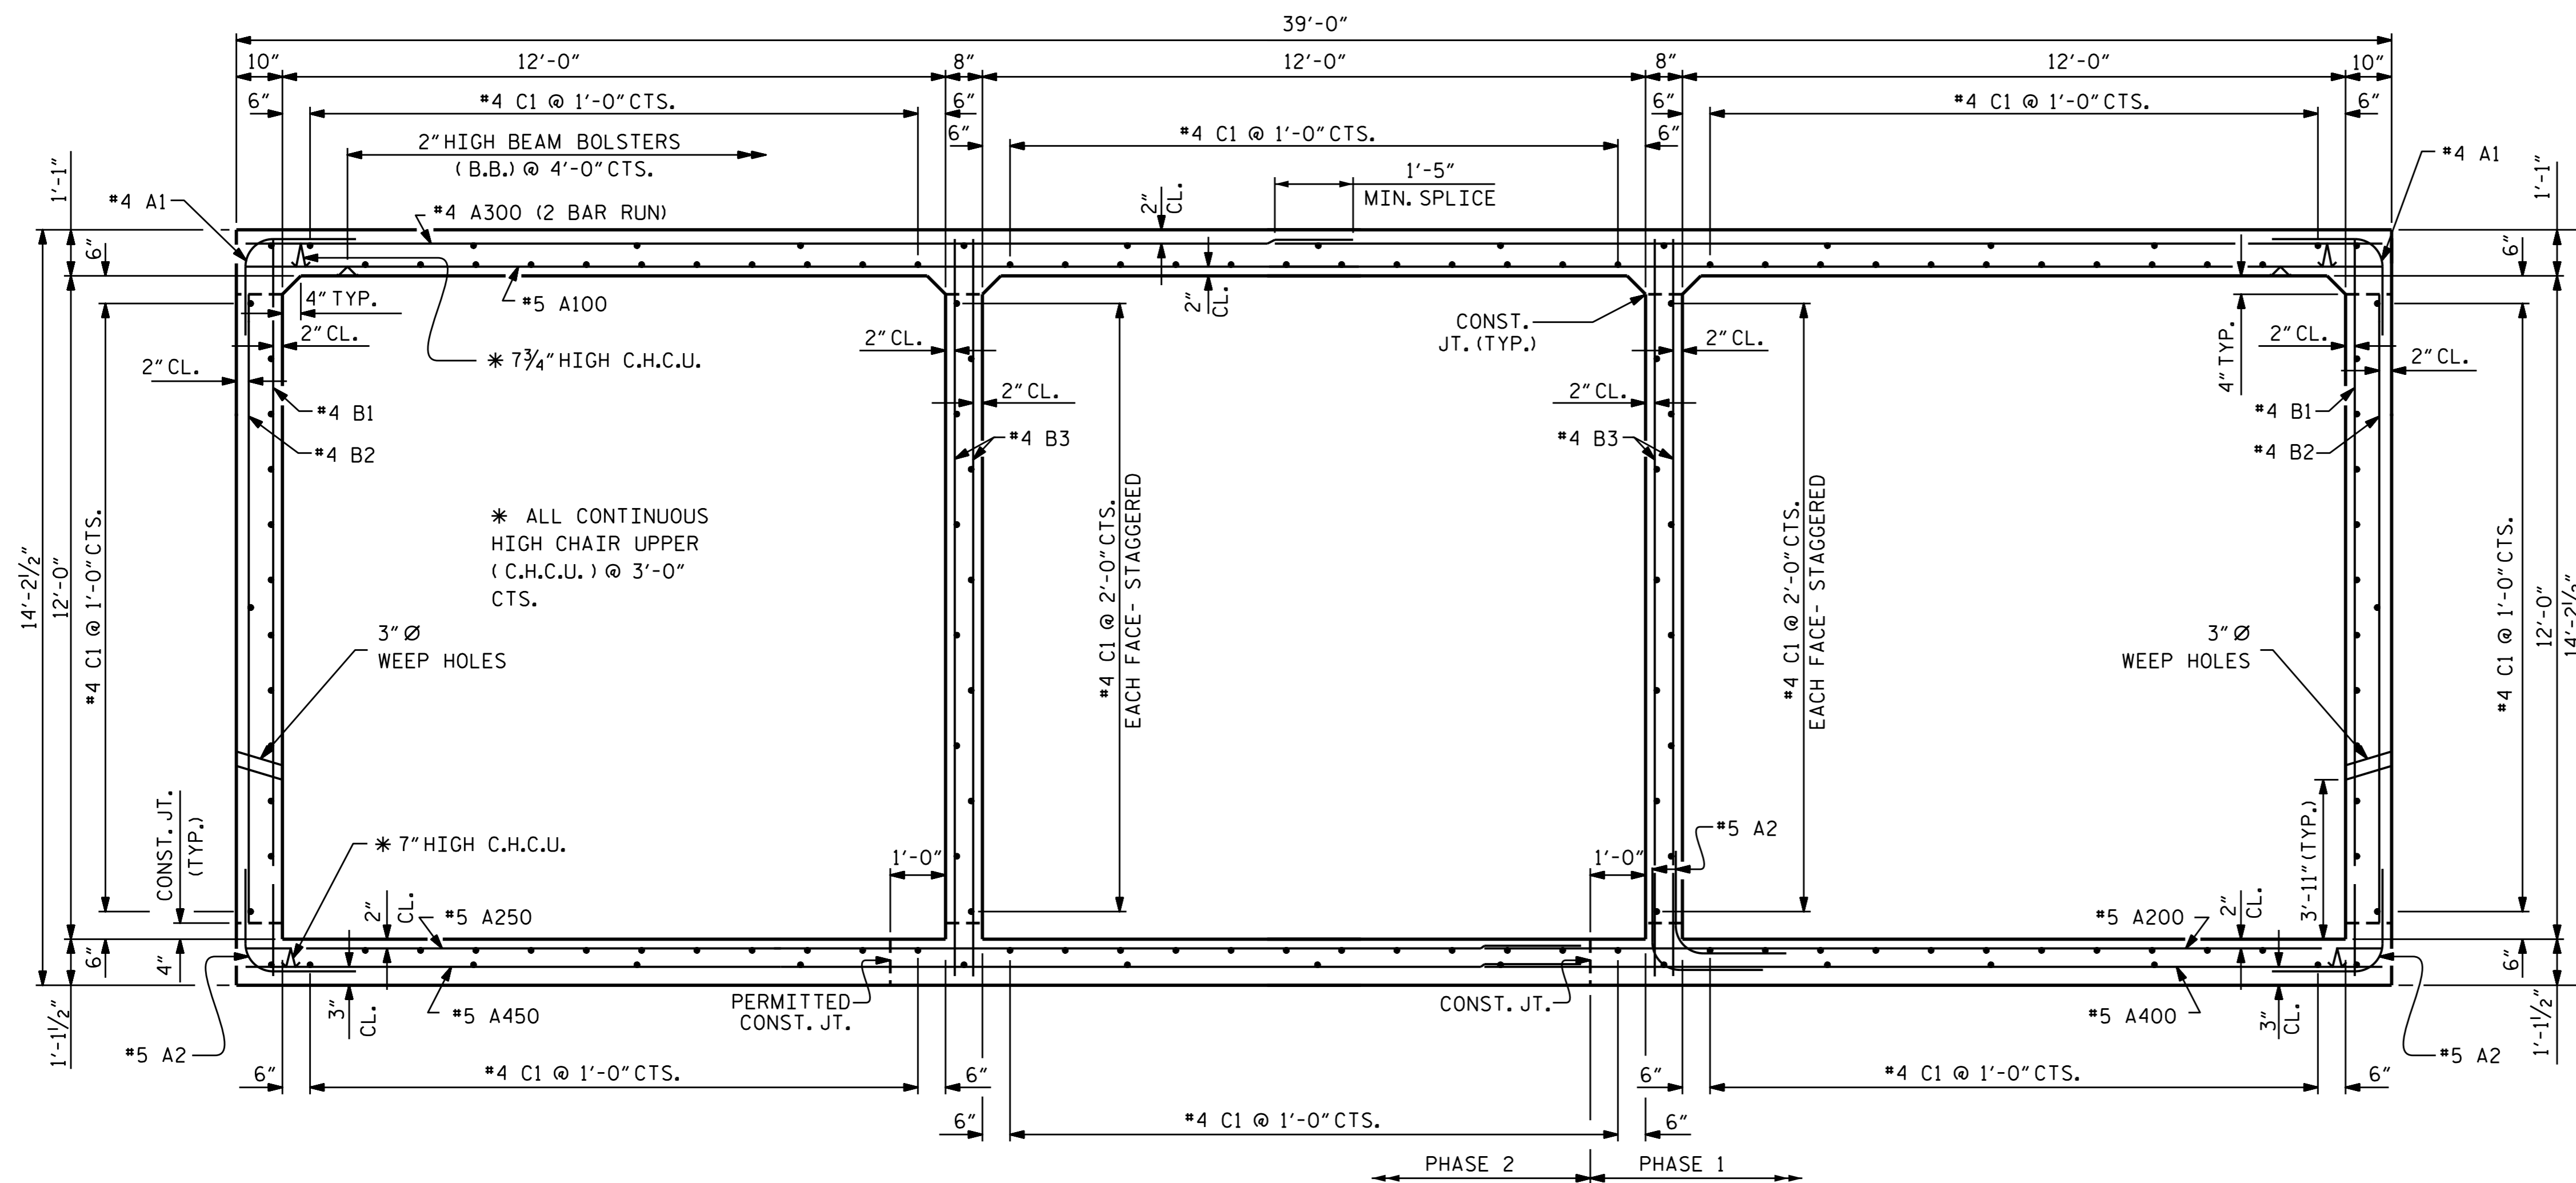 39'-0"
10" 12'-0" 8" 12'-0" 8" 12'-0" 10"
6" #4 C1 @ 1'-0" CTS. 6" 6" #4 C1 @ 1'-0" CTS. 6"
6" #4 C1 @ 1'-0" CTS. 6"
2" HIGH BEAM BOLSTERS
(B.B.) @ 4'-0" CTS.
1'-5"
MIN. SPLICE
#4 A1
#4 A1
#4 A300 (2 BAR RUN)
2"
CL.
1'-1"
1'-1"
6"
6"
#5 A100
2"
CL.
4" TYP.
2" CL.
2" CL.
✳ 7¾" HIGH C.H.C.U.
2" CL.
2" CL.
CONST.
JT. (TYP.)
2" CL.
2" CL.
4" TYP.
2" CL.
2" CL.
#4 B1
#4 B2
#4 B3
#4 B3
#4 B1
#4 B2
✳ ALL CONTINUOUS
HIGH CHAIR UPPER
(C.H.C.U.) @ 3'-0"
CTS.
14'-2½"
12'-0"
#4 C1 @ 1'-0" CTS.
#4 C1 @ 2'-0" CTS.
EACH FACE- STAGGERED
#4 C1 @ 2'-0" CTS.
EACH FACE- STAGGERED
#4 C1 @ 1'-0" CTS.
12'-0"
14'-2½"
3" Ø
WEEP HOLES
3" Ø
WEEP HOLES
CONST. JT.
(TYP.)
✳ 7" HIGH C.H.C.U.
1'-0"
1'-0"
#5 A2
3'-11" (TYP.)
2"
CL.
#5 A250
#5 A200
2"
CL.
6"
4"
6"
1'-1½"
1'-1½"
#5 A2
3"
CL.
#5 A450
PERMITTED
CONST. JT.
CONST. JT.
#5 A400
3"
CL.
#5 A2
6" #4 C1 @ 1'-0" CTS. 6" 6" #4 C1 @ 1'-0" CTS. 6"
6" #4 C1 @ 1'-0" CTS. 6"
PHASE 2 PHASE 1